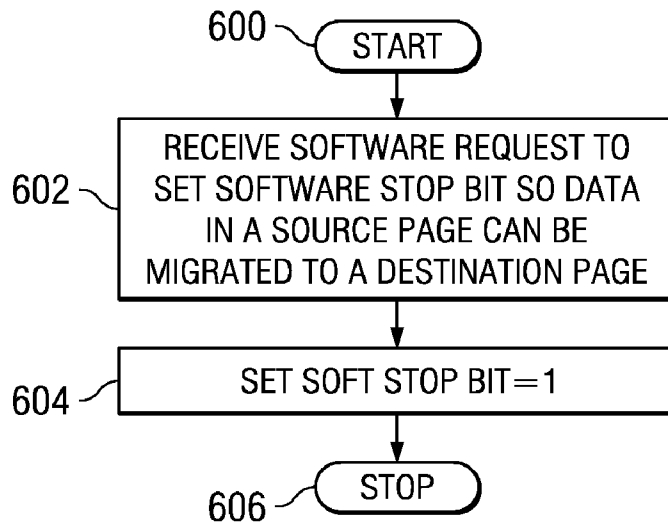 600
START
602
RECEIVE SOFTWARE REQUEST TO
SET SOFTWARE STOP BIT SO DATA
IN A SOURCE PAGE CAN BE
MIGRATED TO A DESTINATION PAGE
604
SET SOFT STOP BIT=1
606
STOP